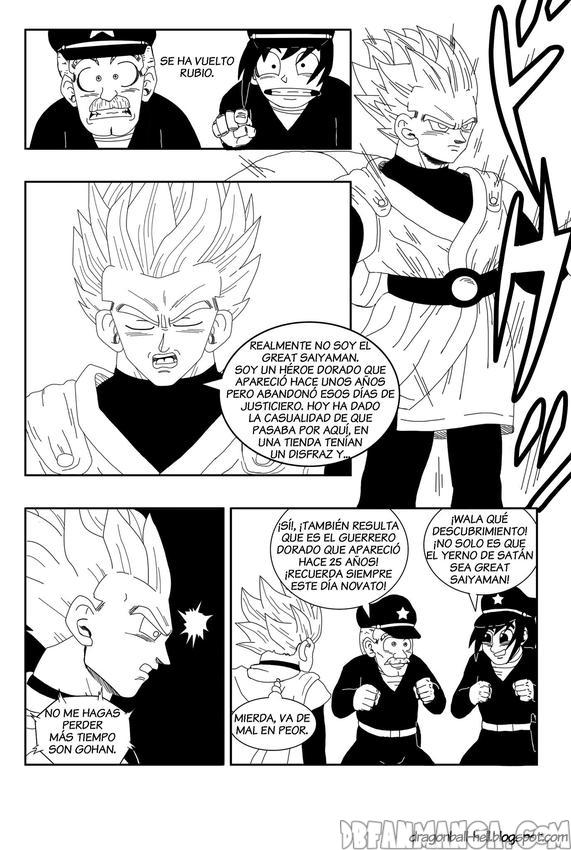 SE HA VUELTO
RUBIO.
REALMENTE NO SOY EL
GREAT SAIYAMAN.
SOY UN HÉROE DORADO QUE
APARECIÓ HACE UNOS AÑOS
PERO ABANDONÓ ESOS DÍAS DE
JUSTICIERO. HOY HA DADO
LA CASUALIDAD DE QUE
PASABA POR AQUÍ, EN
UNA TIENDA TENÍAN
UN DISFRAZ Y...
NO ME HAGAS
PERDER
MÁS TIEMPO
SON GOHAN.
¡SÍI, ¡TAMBIÉN RESULTA
QUE ES EL GUERRERO
DORADO QUE APARECIÓ
HACE 25 AÑOS!
¡RECUERDA SIEMPRE
ESTE DÍA NOVATO!
¡WALA QUÉ
DESCUBRIMIENTO!
¡NO SOLO ES QUE
EL YERNO DE SATÁN
SEA GREAT
SAIYAMAN!
MIERDA, VA DE
MAL EN PEOR.
dragonball-hell.blogspot.com
DBFANMANGA.COM